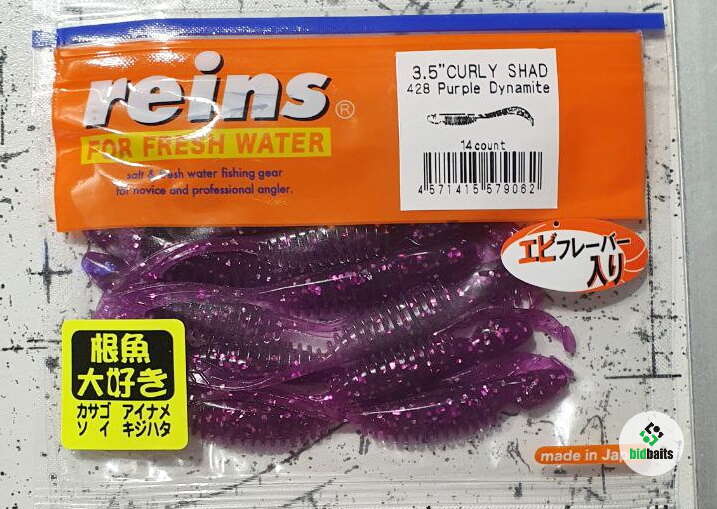 reins®
FOR FRESH WATER
salt & fresh water fishing gear
for novice and professional angler.
3.5"CURLY SHAD
428 Purple Dynamite
14 count
4 571415 579062
エビフレーバー
入り
根魚
大好き
カサゴ アイナメ
ソイ キジハタ
made in Japa
bidbaits